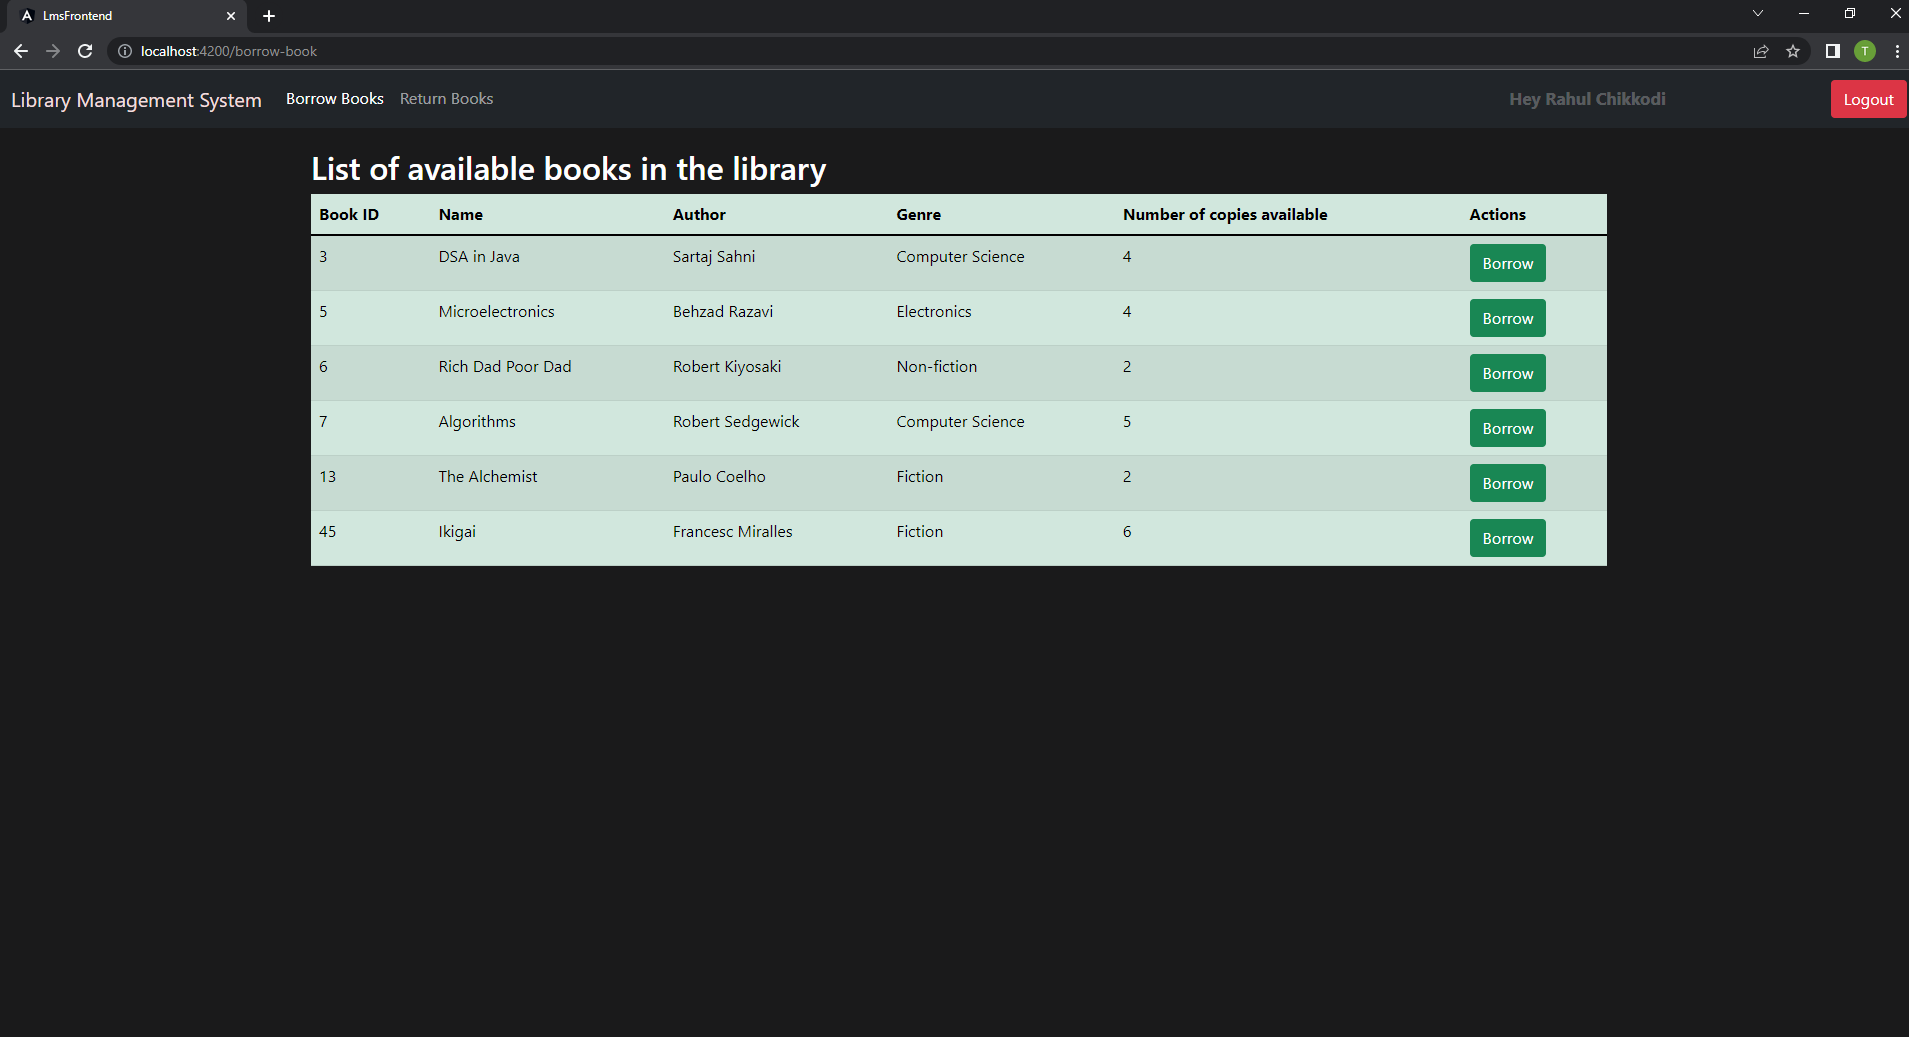 LmsFrontend
localhost:4200/borrow-book
T
Library Management System Borrow Books Return Books Hey Rahul Chikkodi Logout
List of available books in the library
Book ID Name Author Genre Number of copies available Actions
3 DSA in Java Sartaj Sahni Computer Science 4 Borrow
5 Microelectronics Behzad Razavi Electronics 4 Borrow
6 Rich Dad Poor Dad Robert Kiyosaki Non-fiction 2 Borrow
7 Algorithms Robert Sedgewick Computer Science 5 Borrow
13 The Alchemist Paulo Coelho Fiction 2 Borrow
45 Ikigai Francesc Miralles Fiction 6 Borrow